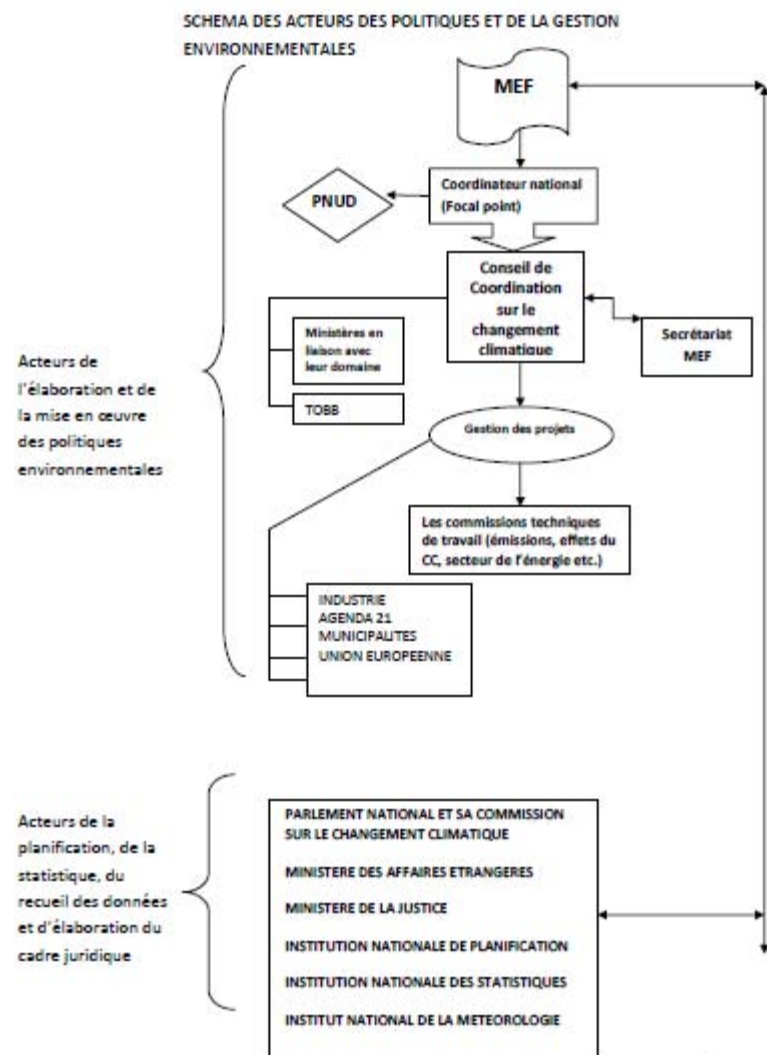 SCHEMA DES ACTEURS DES POLITIQUES ET DE LA GESTION
ENVIRONNEMENTALES
MEF
Coordinateur national
(Focal point)
PNUD
Conseil de
Coordination
sur le
changement
climatique
Secrétariat
MEF
Ministères en
liaison avec
leur domaine
TOBB
Acteurs de
l'élaboration et de
la mise en œuvre
des politiques
environnementales
Gestion des projets
Les commissions techniques
de travail (émissions, effets du
CC, secteur de l'énergie etc.)
INDUSTRIE
AGENDA 21
MUNICIPALITES
UNION EUROPEENNE
Acteurs de la
planification, de la
statistique, du
recueil des données
et d'élaboration du
cadre juridique
PARLEMENT NATIONAL ET SA COMMISSION
SUR LE CHANGEMENT CLIMATIQUE
MINISTERE DES AFFAIRES ETRANGERES
MINISTERE DE LA JUSTICE
INSTITUTION NATIONALE DE PLANIFICATION
INSTITUTION NATIONALE DES STATISTIQUES
INSTITUT NATIONAL DE LA METEOROLOGIE